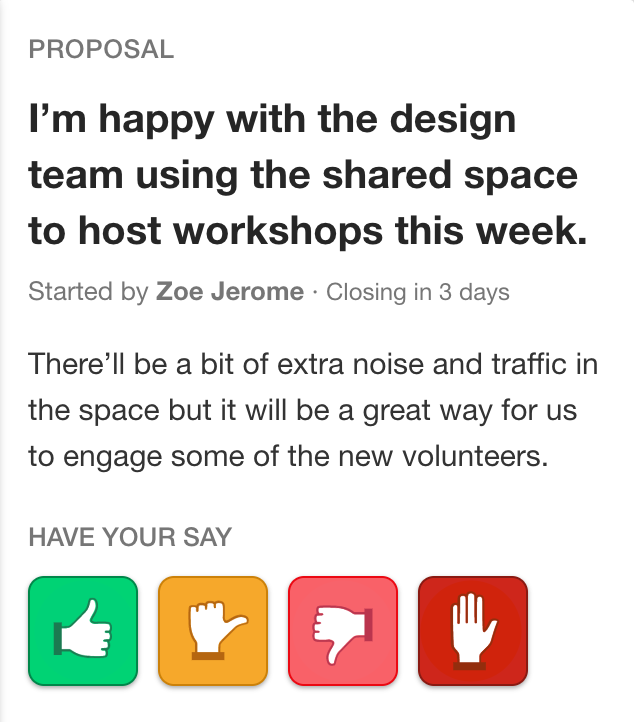 PROPOSAL
I’m happy with the design
team using the shared space
to host workshops this week.
Started by Zoe Jerome · Closing in 3 days
There’ll be a bit of extra noise and traffic in
the space but it will be a great way for us
to engage some of the new volunteers.
HAVE YOUR SAY